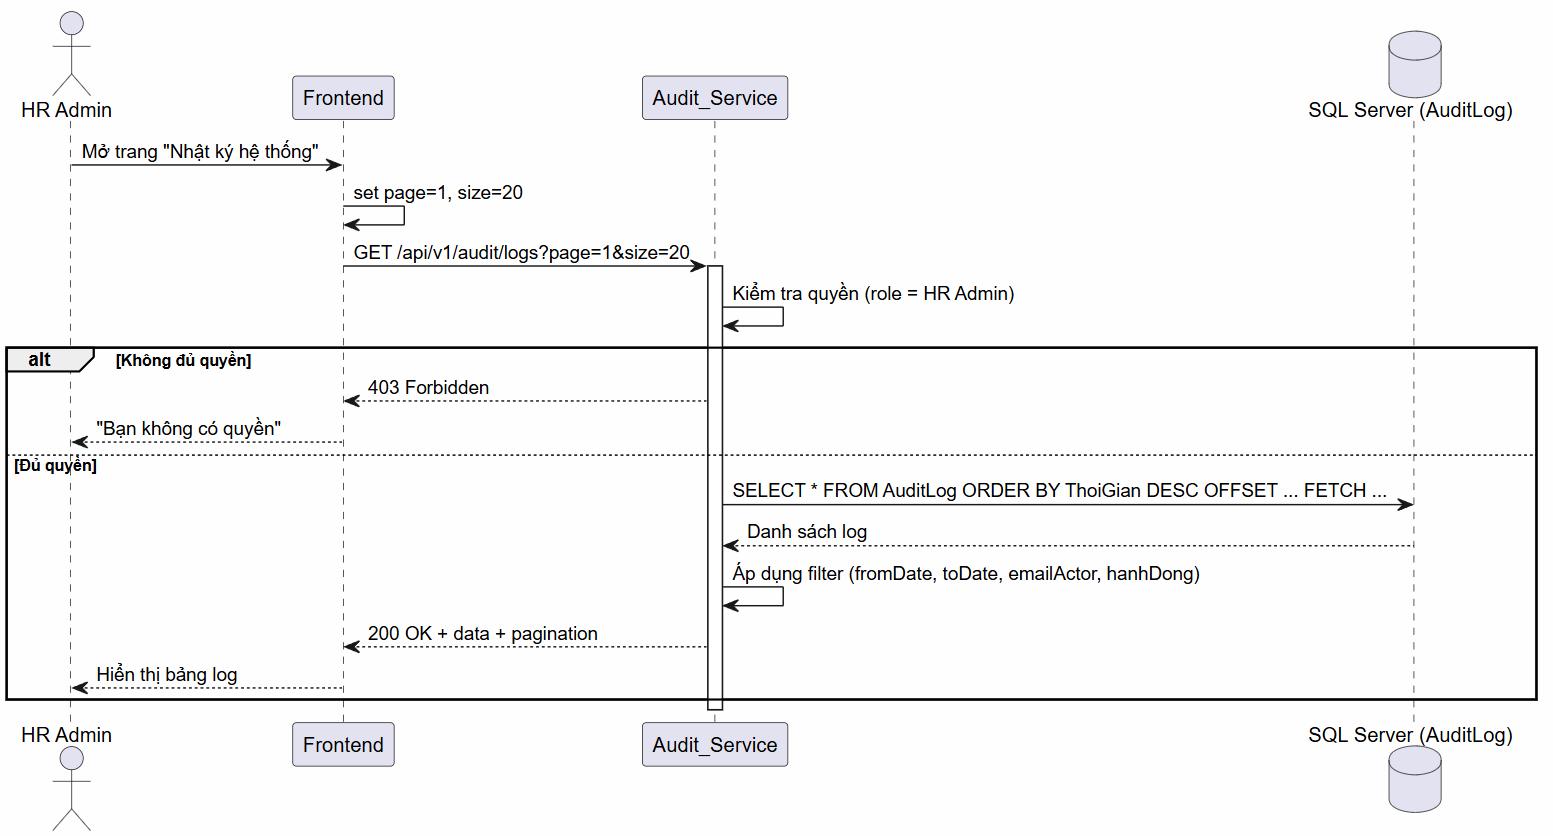 HR Admin
Frontend
Audit_Service
SQL Server (AuditLog)
Mở trang "Nhật ký hệ thống"
set page=1, size=20
GET /api/v1/audit/logs?page=1&size=20
Kiểm tra quyền (role = HR Admin)
alt
[Không đủ quyền]
403 Forbidden
"Bạn không có quyền"
[Đủ quyền]
SELECT * FROM AuditLog ORDER BY ThoiGian DESC OFFSET ... FETCH ...
Danh sách log
Áp dụng filter (fromDate, toDate, emailActor, hanhDong)
200 OK + data + pagination
Hiển thị bảng log
HR Admin
Frontend
Audit_Service
SQL Server (AuditLog)